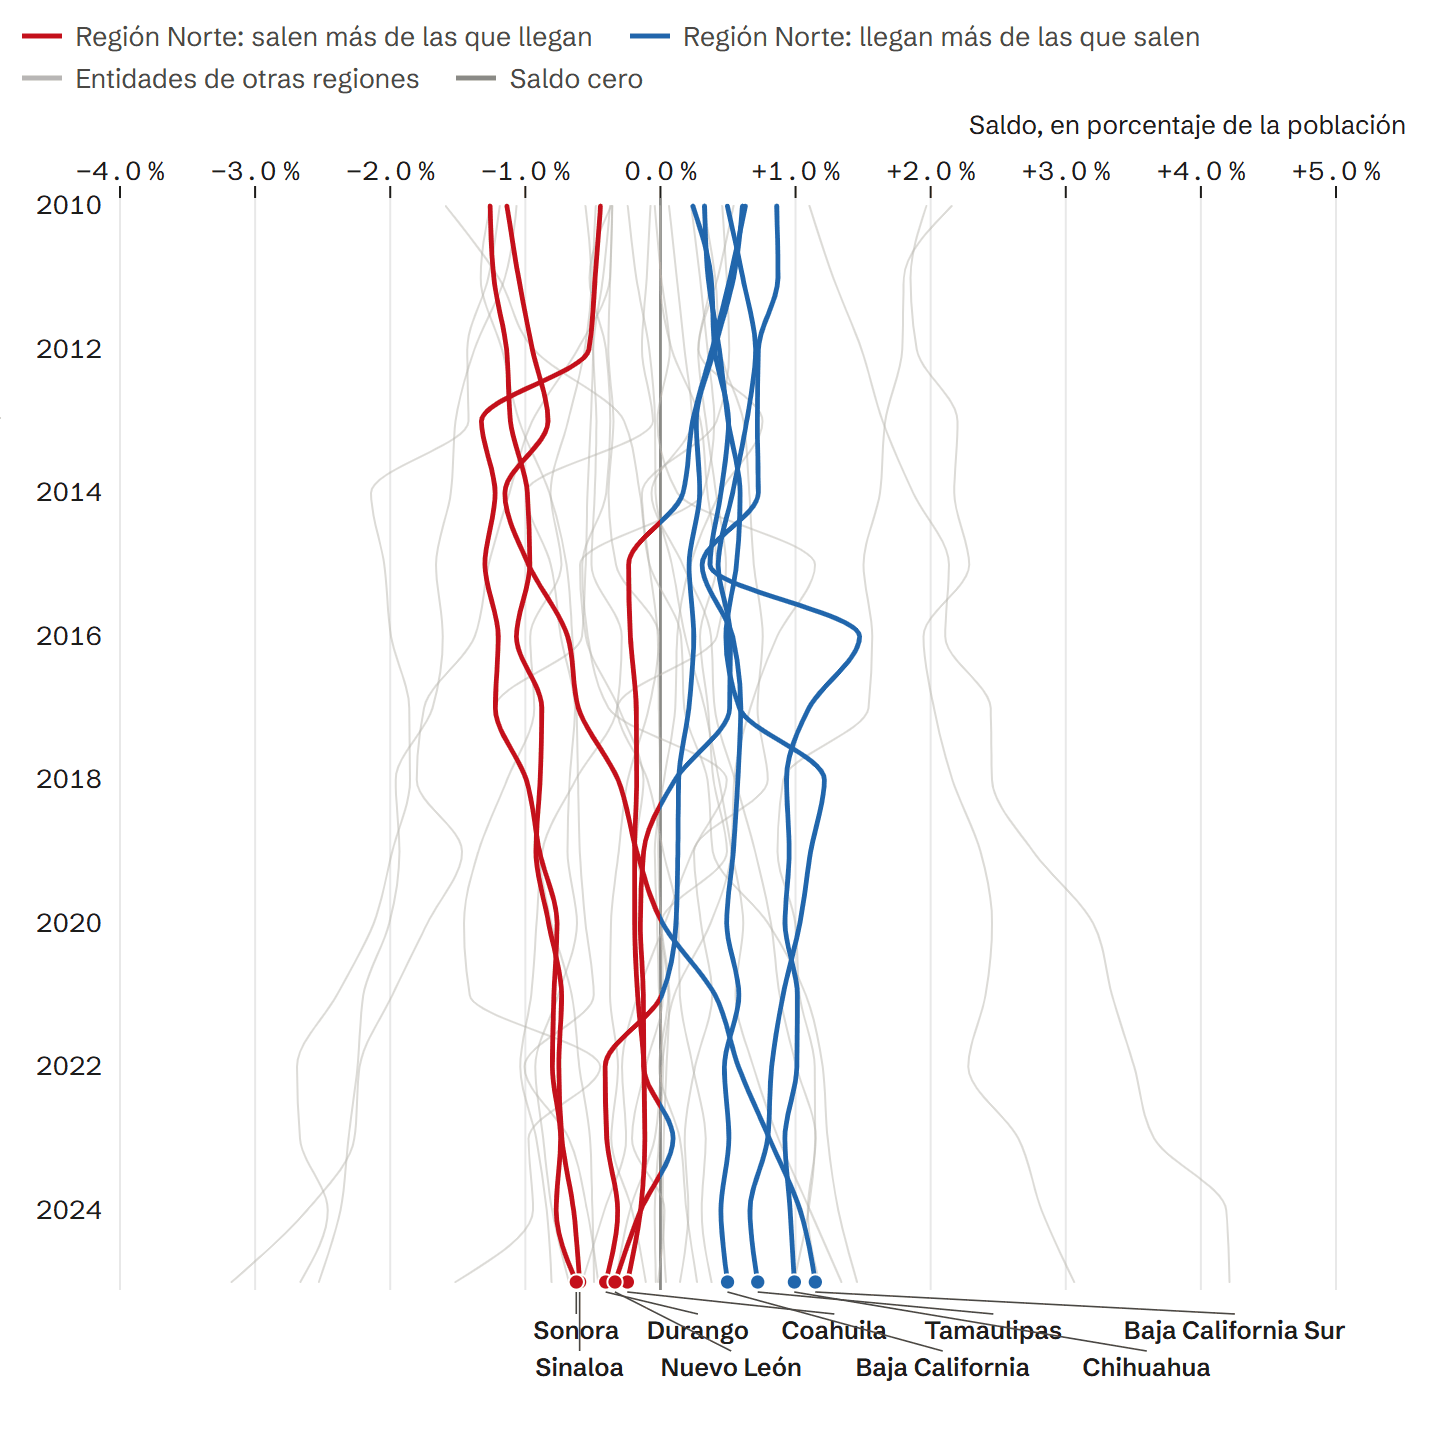 Región Norte: salen más de las que llegan   Región Norte: llegan más de las que salen
Entidades de otras regiones   Saldo cero
Saldo, en porcentaje de la población
−4.0 %   −3.0 %   −2.0 %   −1.0 %   0.0 %   +1.0 %   +2.0 %   +3.0 %   +4.0 %   +5.0 %
2010
2012
2014
2016
2018
2020
2022
2024
Sonora   Durango   Coahuila   Tamaulipas   Baja California Sur
Sinaloa   Nuevo León   Baja California   Chihuahua